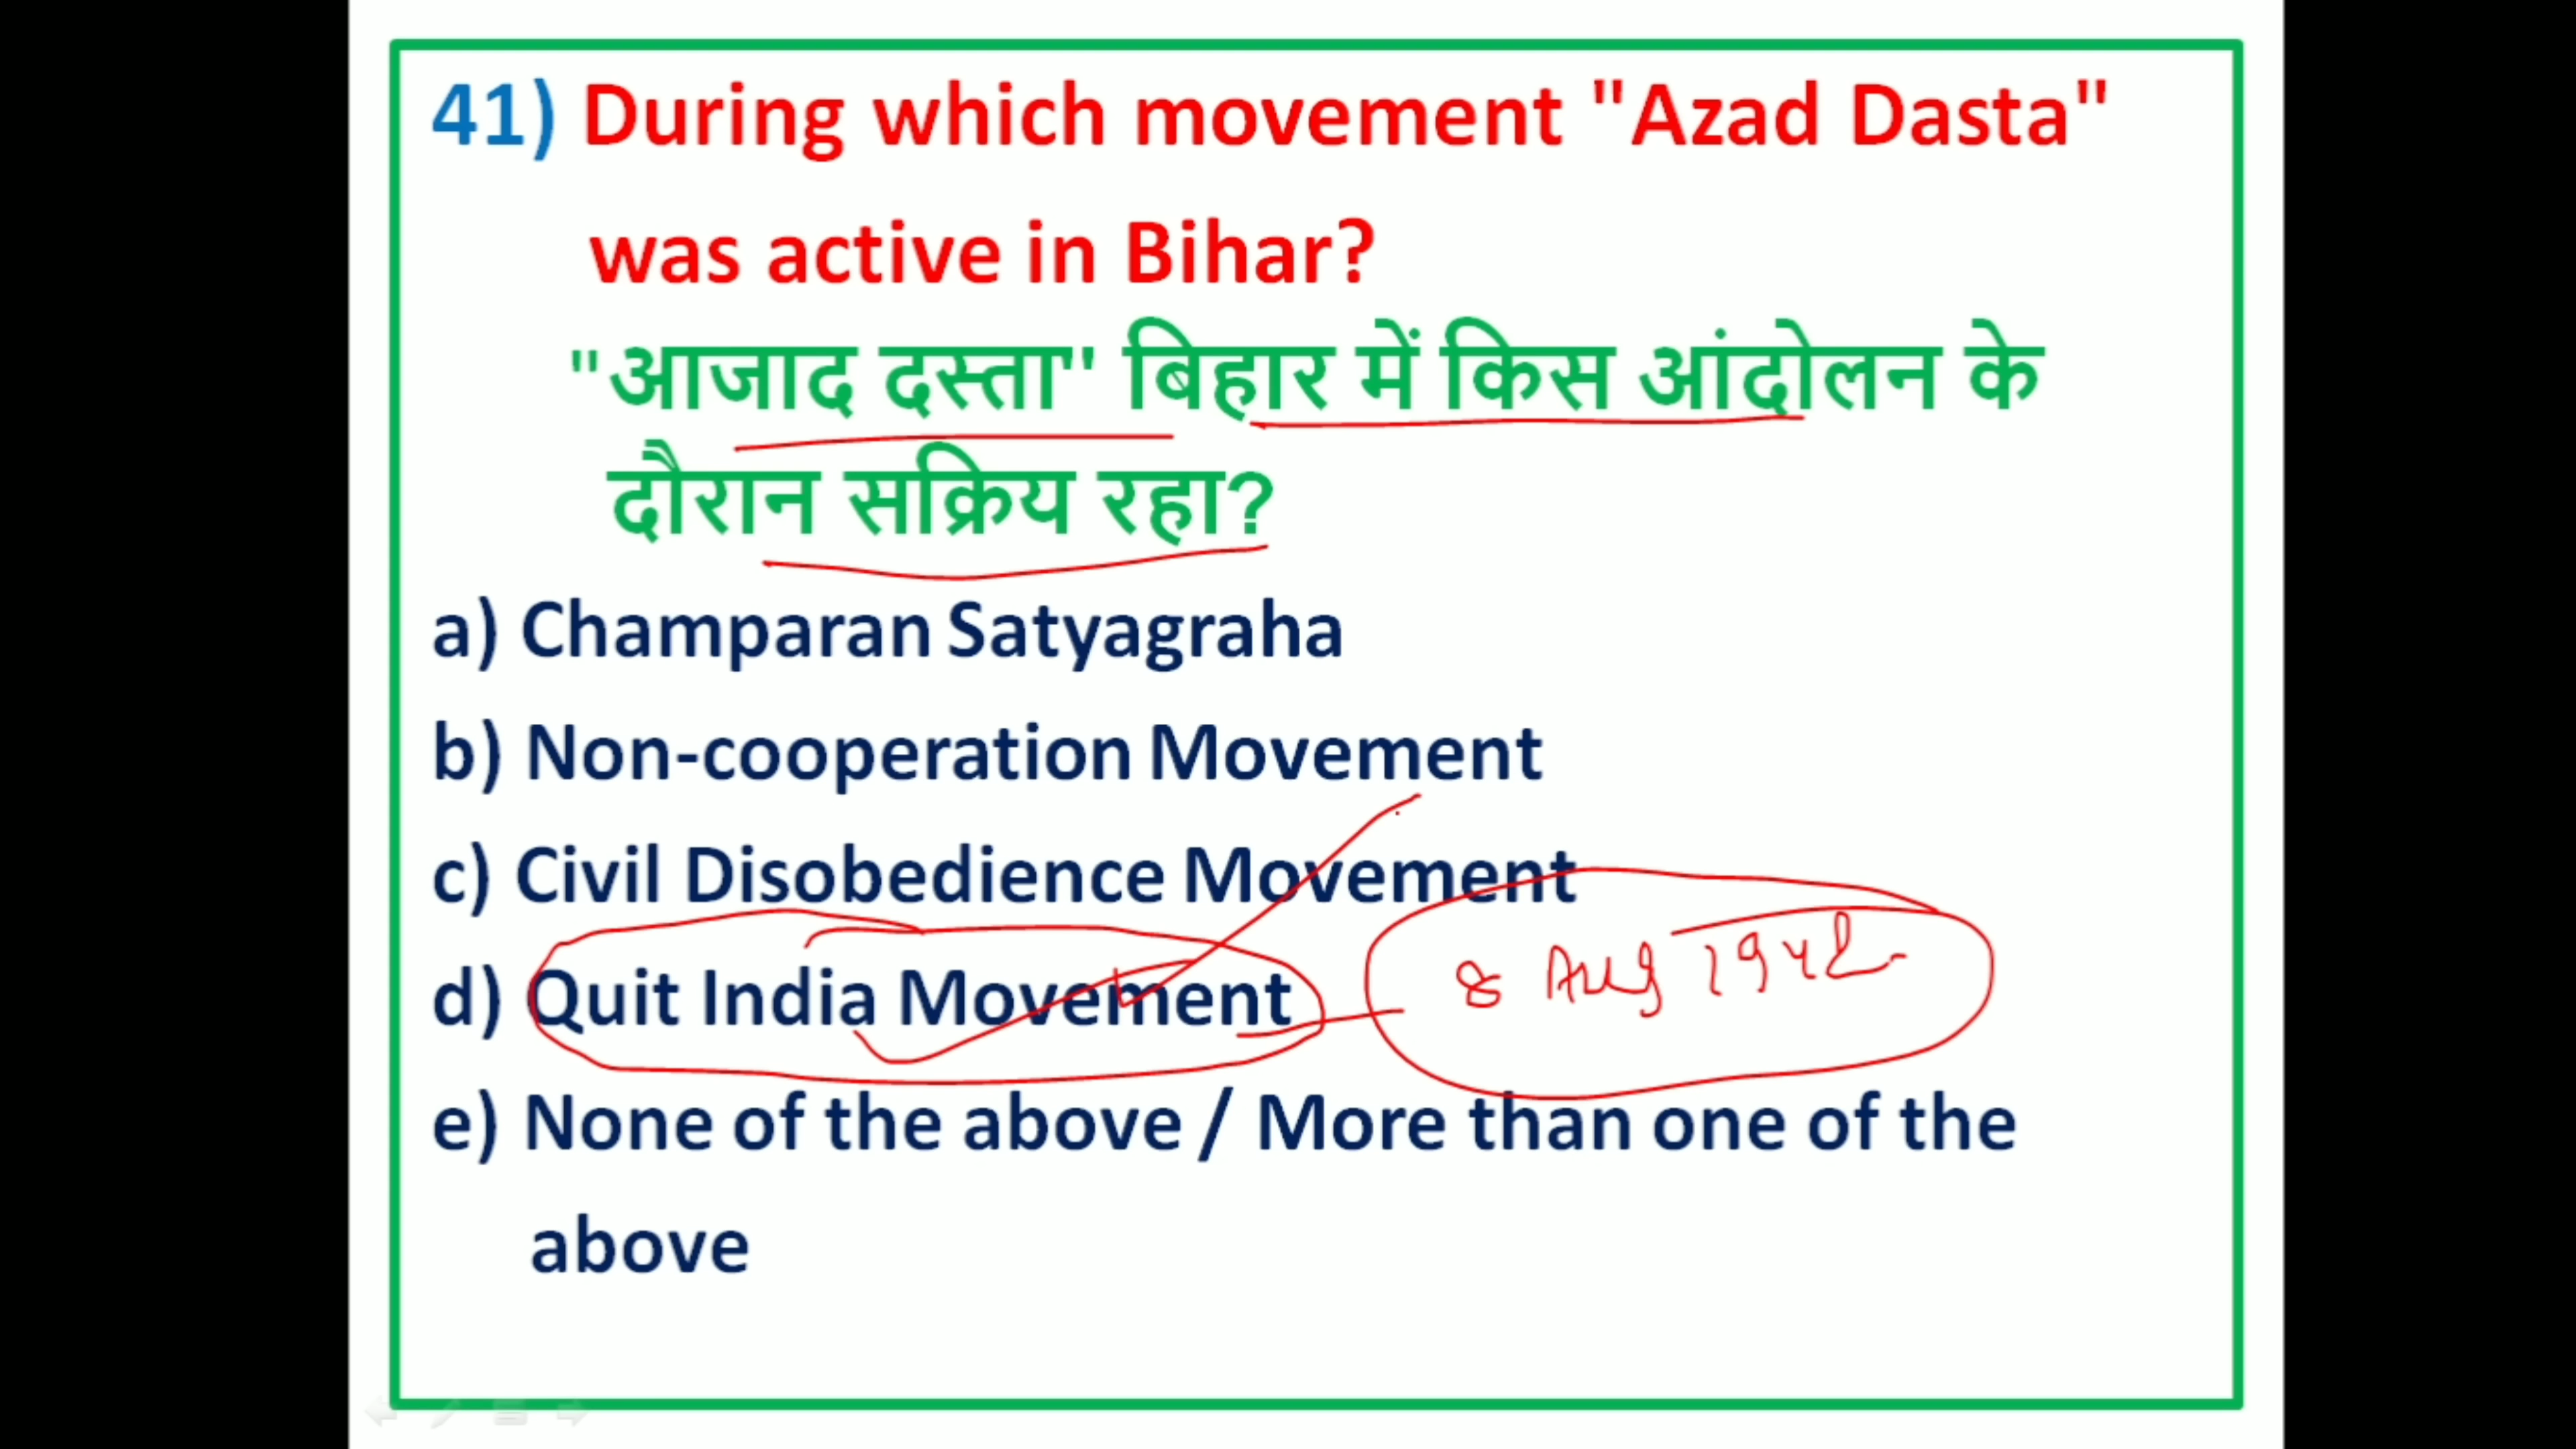 41) During which movement "Azad Dasta"
was active in Bihar?
"आजाद दस्ता" बिहार में किस आंदोलन के
दौरान सक्रिय रहा?
a) Champaran Satyagraha
b) Non-cooperation Movement
c) Civil Disobedience Movement
d) Quit India Movement 8 Aug 1942
e) None of the above / More than one of the
above